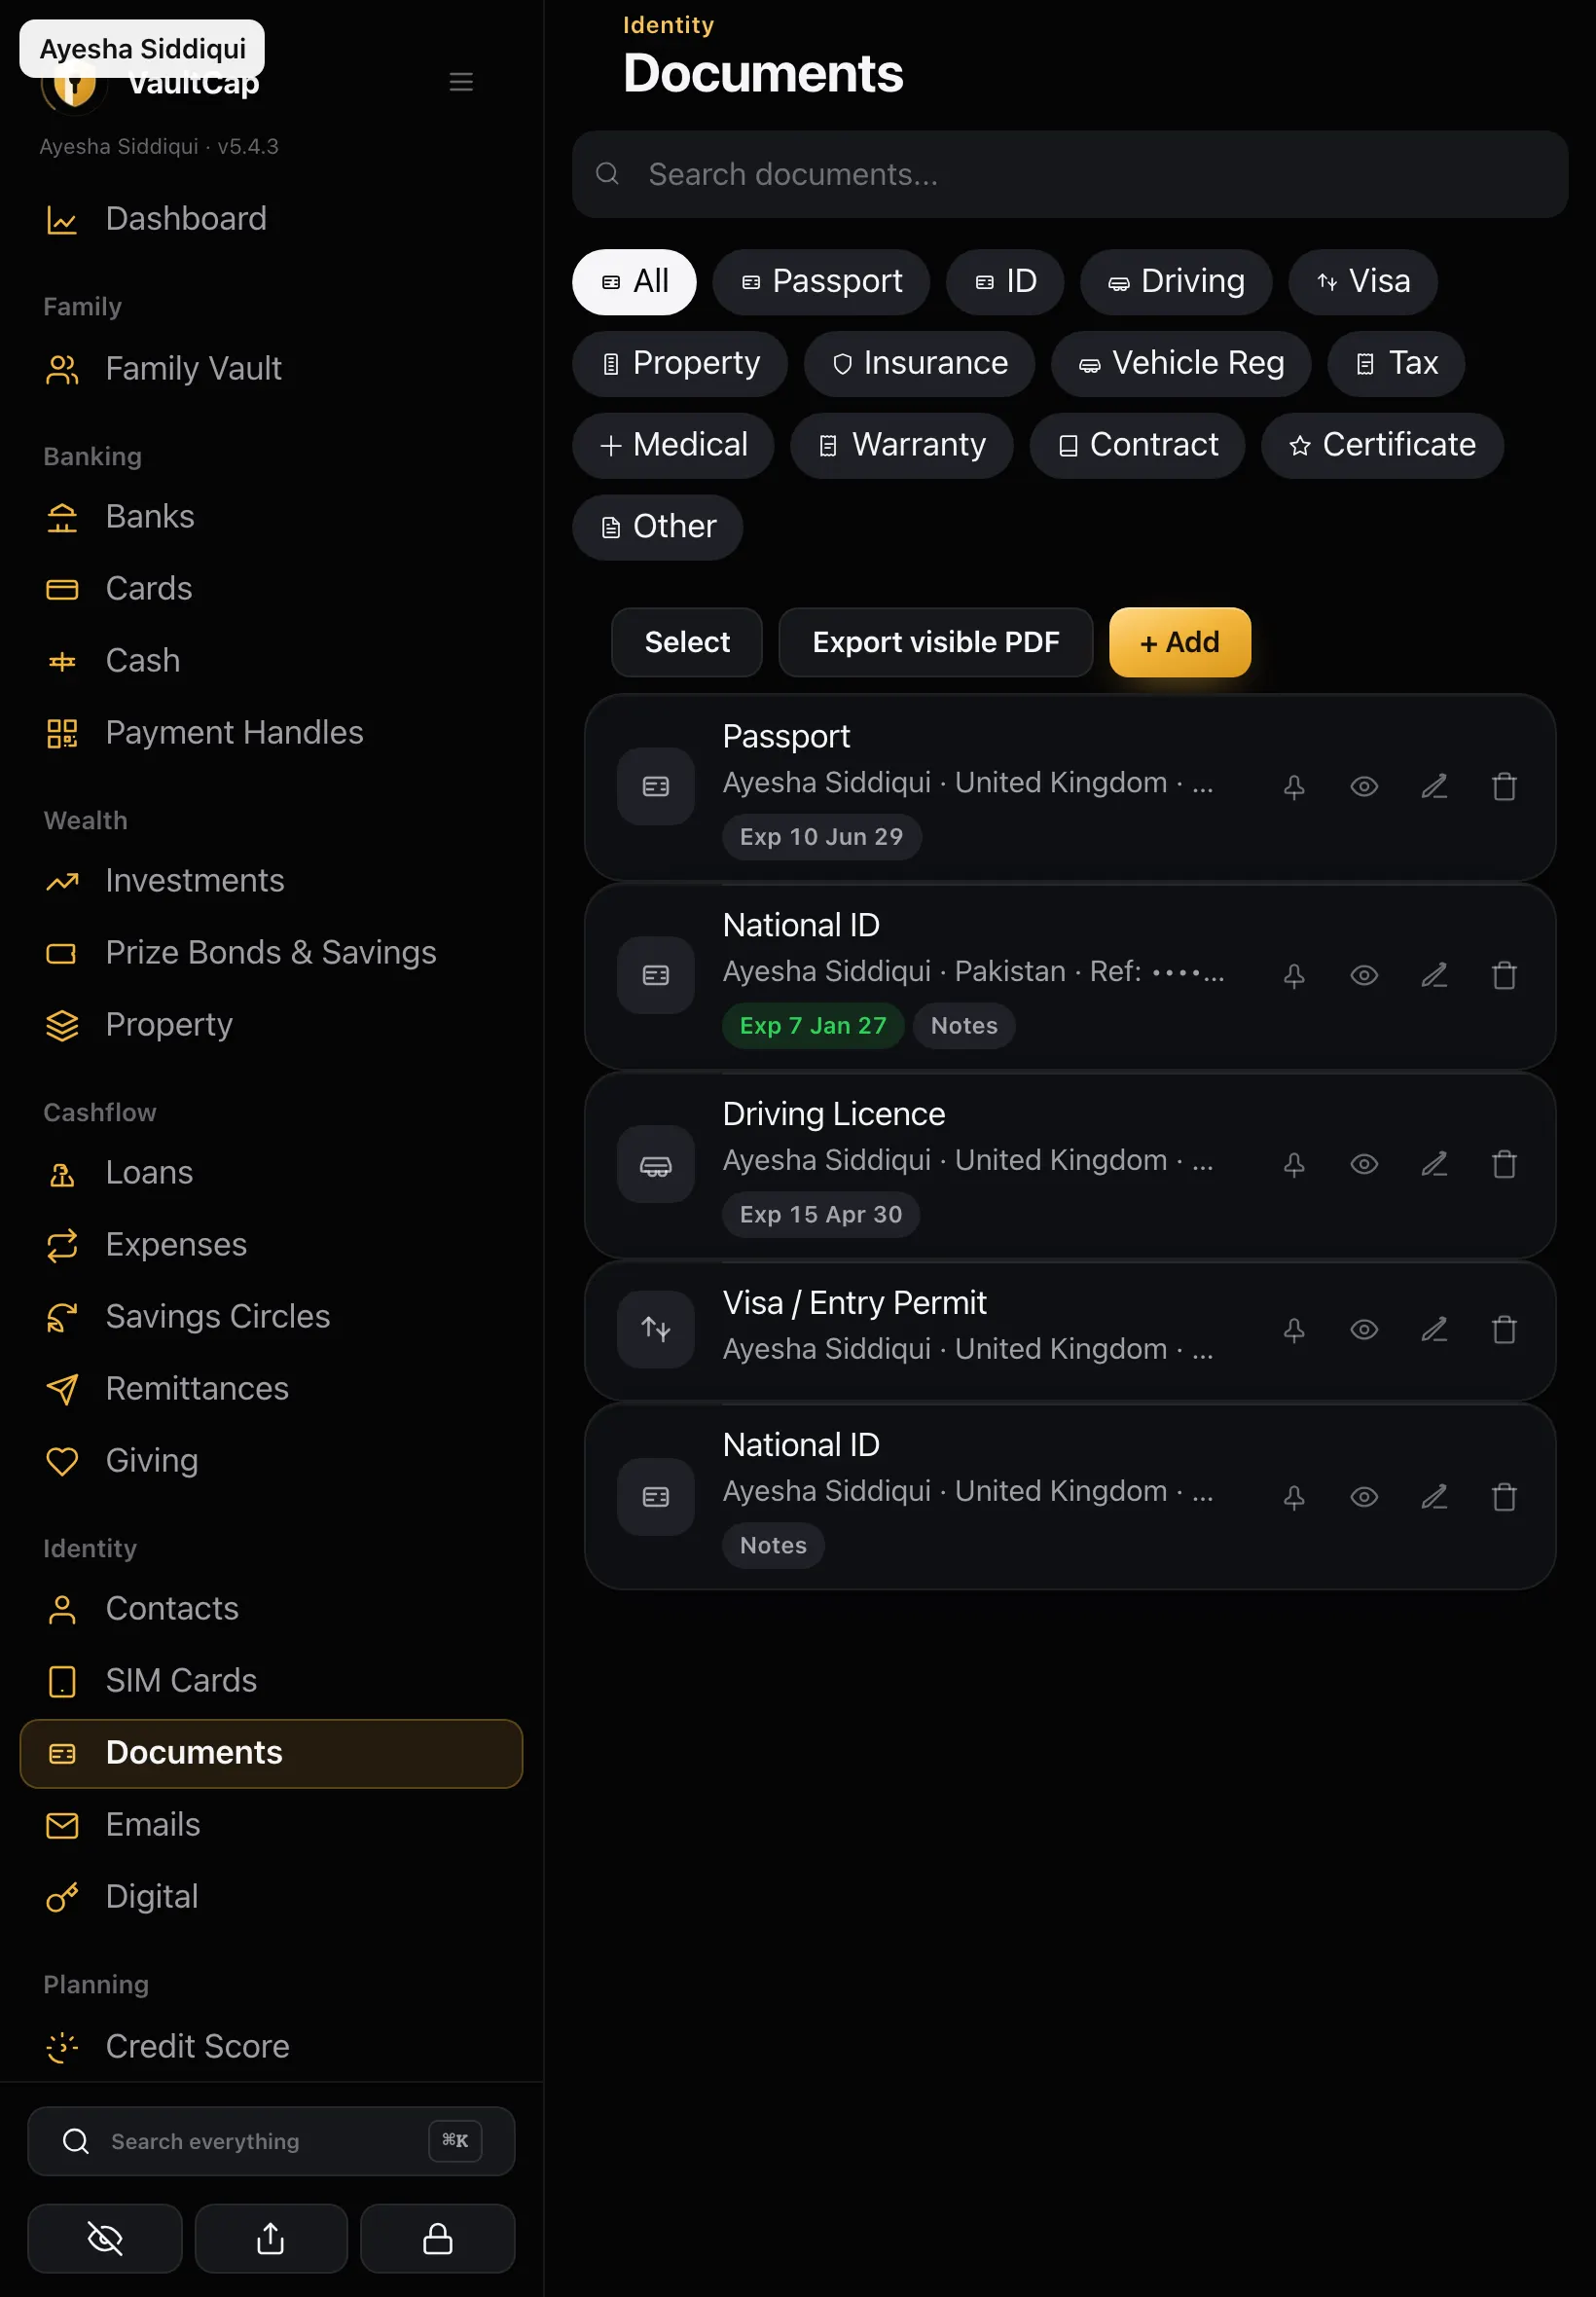 Ayesha Siddiqui
VaultCap
Ayesha Siddiqui · v5.4.3
Dashboard
Family
Family Vault
Banking
Banks
Cards
Cash
Payment Handles
Wealth
Investments
Prize Bonds & Savings
Property
Cashflow
Loans
Expenses
Savings Circles
Remittances
Giving
Identity
Contacts
SIM Cards
Documents
Emails
Digital
Planning
Credit Score
Search everything ⌘K
Identity
Documents
Search documents...
All Passport ID Driving Visa
Property Insurance Vehicle Reg Tax
Medical Warranty Contract Certificate
Other
Select Export visible PDF + Add
Passport
Ayesha Siddiqui · United Kingdom · ...
Exp 10 Jun 29
National ID
Ayesha Siddiqui · Pakistan · Ref: ••••...
Exp 7 Jan 27 Notes
Driving Licence
Ayesha Siddiqui · United Kingdom · ...
Exp 15 Apr 30
Visa / Entry Permit
Ayesha Siddiqui · United Kingdom · ...
National ID
Ayesha Siddiqui · United Kingdom · ...
Notes